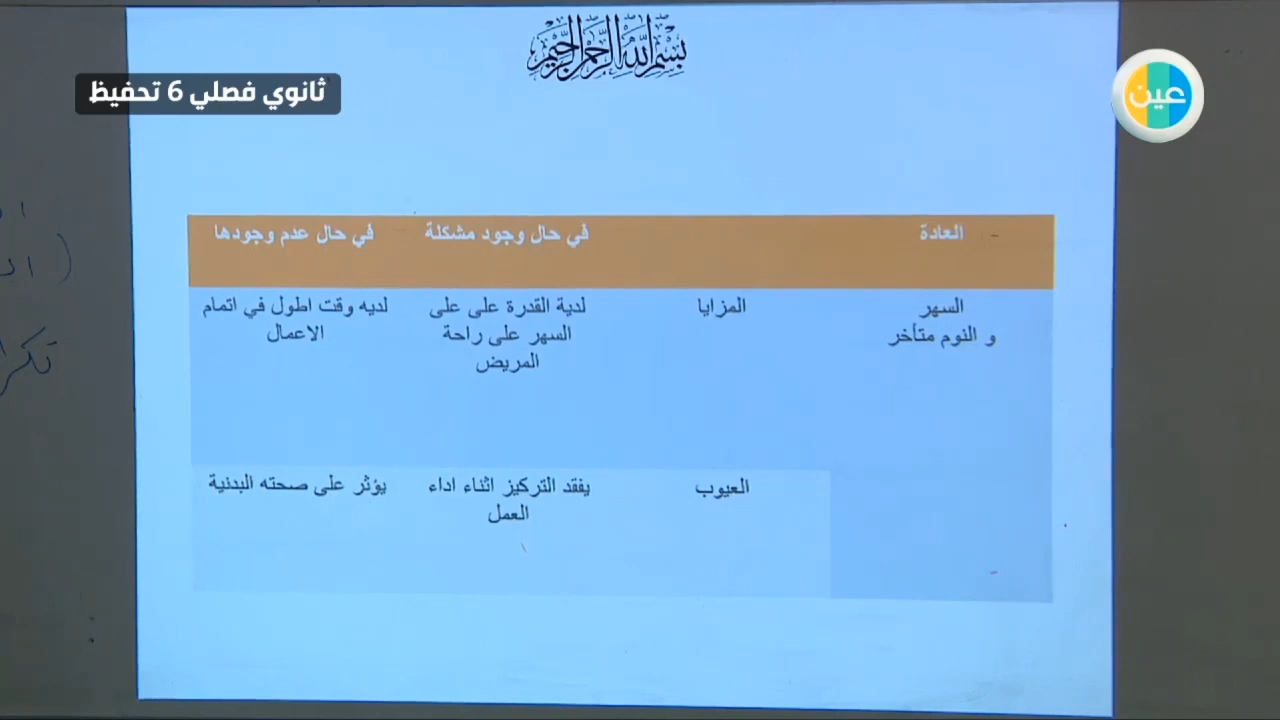 بسم الله الرحمن الرحيم
ثانوي فصلي 6 تحفيظ
عين
العادة
في حال وجود مشكلة
في حال عدم وجودها
السهر
و النوم متأخر
المزايا
لدية القدرة على على
السهر على راحة
المريض
لديه وقت اطول في اتمام
الاعمال
العيوب
يفقد التركيز اثناء اداء
العمل
يؤثر على صحته البدنية